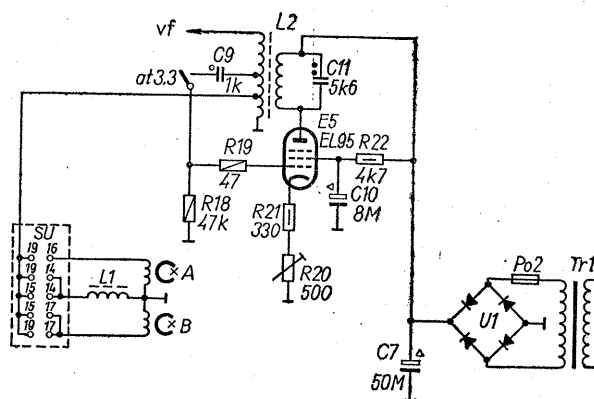 vf
L2
C9
1k
at3.3
C11
5k6
E5
EL95
R22
4k7
R19
47
C10
8M
R18
47k
R21
330
R20
500
SU
19 16
19 14
15 14
15 17
19 17
L1
A
B
Po2
Tr1
U1
C7
50M